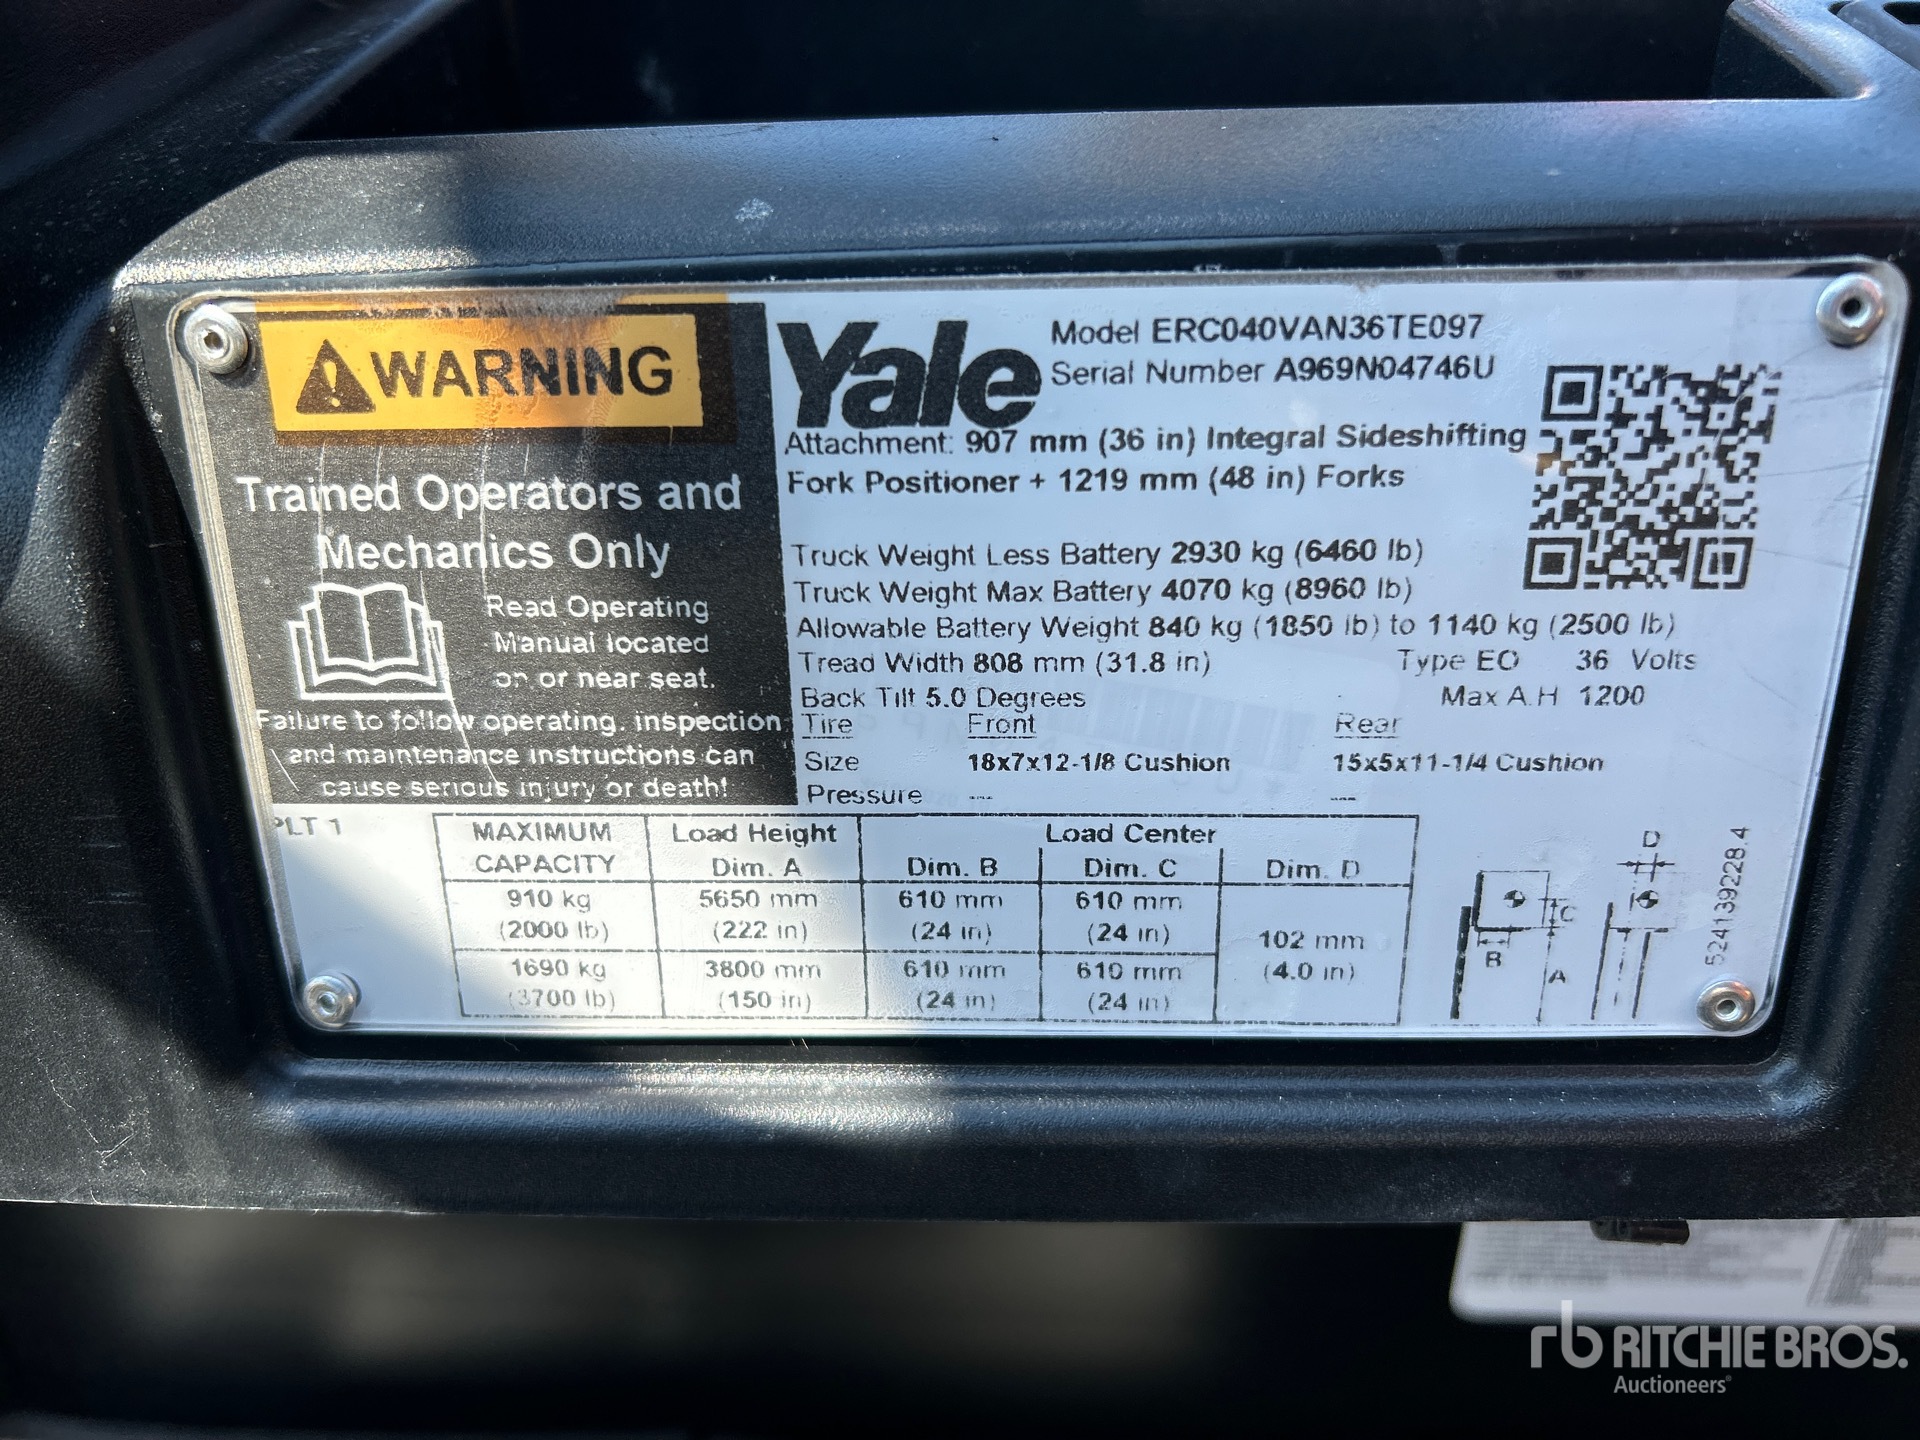 WARNING
Trained Operators and
Mechanics Only
Read Operating
Manual located
on or near seat.
Failure to follow operating, inspection
and maintenance instructions can
cause serious injury or death!
Yale
Model ERC040VAN36TE097
Serial Number A969N04746U
Attachment: 907 mm (36 in) Integral Sideshifting
Fork Positioner + 1219 mm (48 in) Forks
Truck Weight Less Battery 2930 kg (6460 lb)
Truck Weight Max Battery 4070 kg (8960 lb)
Allowable Battery Weight 840 kg (1850 lb) to 1140 kg (2500 lb)
Tread Width 808 mm (31.8 in) Type EO 36 Volts
Back Tilt 5.0 Degrees Max A.H 1200
Tire Front Rear
Size 18x7x12-1/8 Cushion 15x5x11-1/4 Cushion
Pressure --- ---
PLT 1
MAXIMUM CAPACITY Load Height Dim. A Load Center Dim. B Dim. C Dim. D
910 kg (2000 lb) 5650 mm (222 in) 610 mm (24 in) 610 mm (24 in) 102 mm (4.0 in)
1690 kg (3700 lb) 3800 mm (150 in) 610 mm (24 in) 610 mm (24 in)
B C A D
524139228.4
rb RITCHIE BROS.
Auctioneers